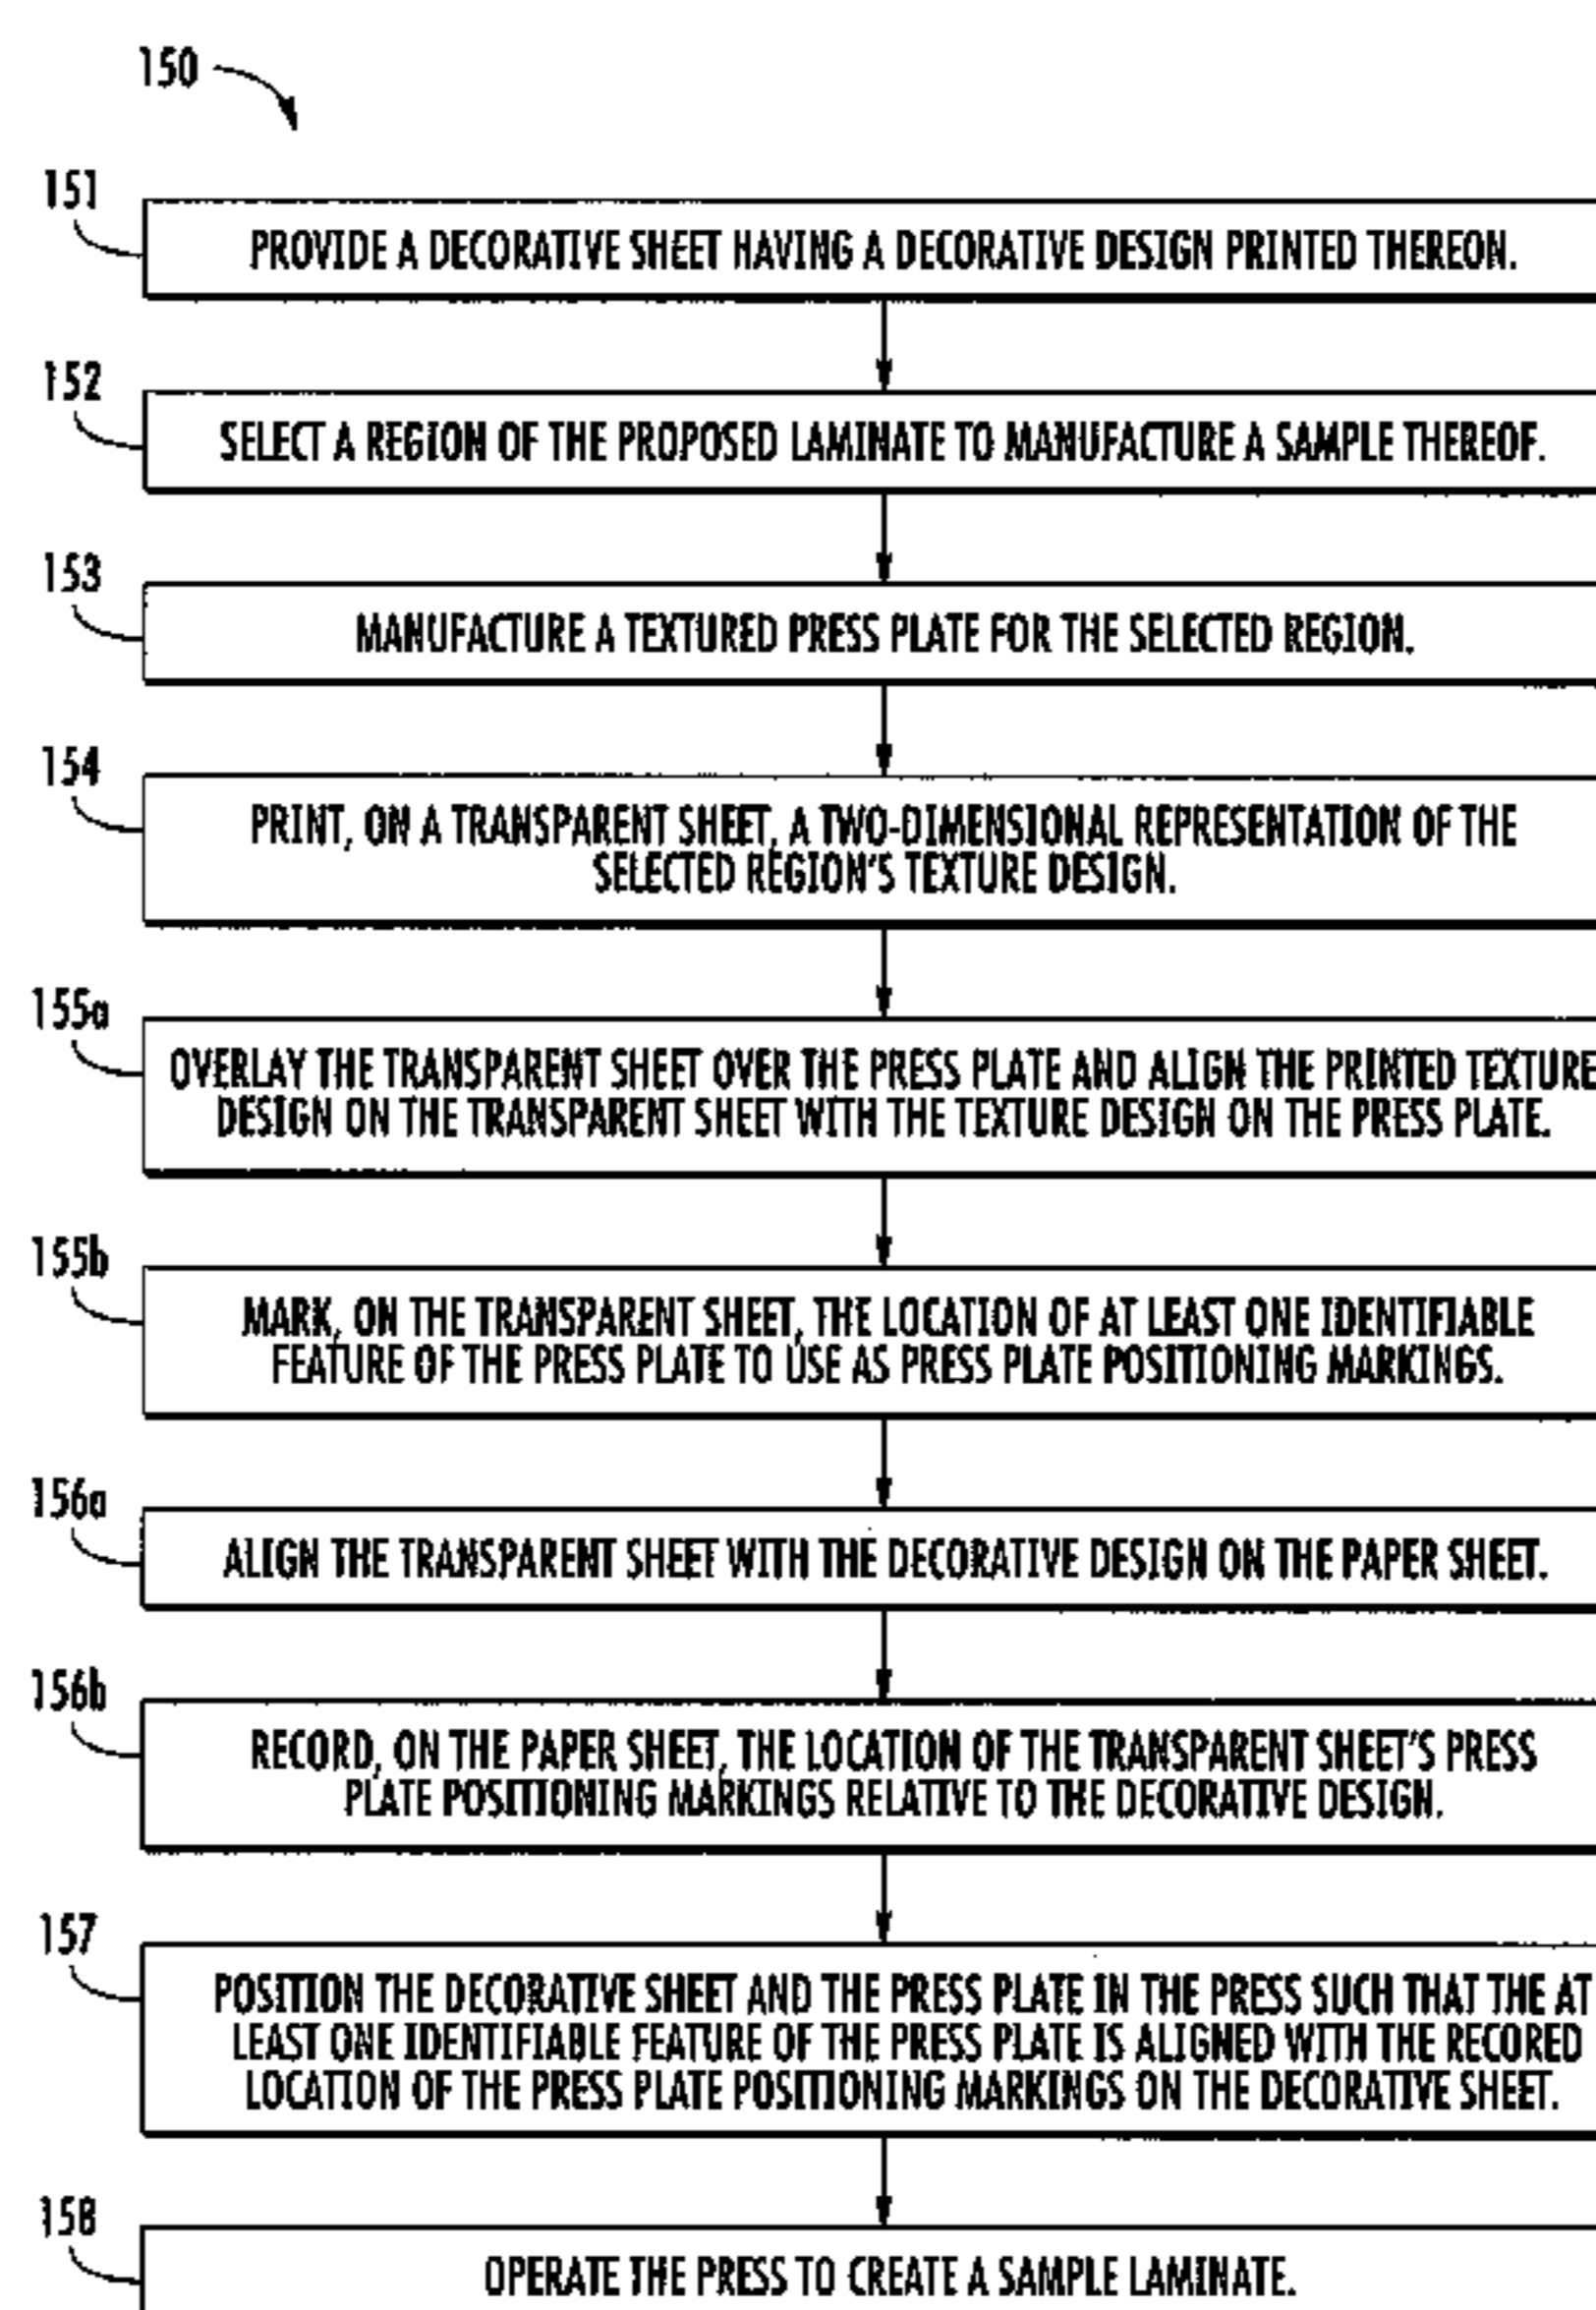 150
151
PROVIDE A DECORATIVE SHEET HAVING A DECORATIVE DESIGN PRINTED THEREON.
152
SELECT A REGION OF THE PROPOSED LAMINATE TO MANUFACTURE A SAMPLE THEREOF.
153
MANUFACTURE A TEXTURED PRESS PLATE FOR THE SELECTED REGION.
154
PRINT, ON A TRANSPARENT SHEET, A TWO-DIMENSIONAL REPRESENTATION OF THE
SELECTED REGION'S TEXTURE DESIGN.
155a
OVERLAY THE TRANSPARENT SHEET OVER THE PRESS PLATE AND ALIGN THE PRINTED TEXTURE
DESIGN ON THE TRANSPARENT SHEET WITH THE TEXTURE DESIGN ON THE PRESS PLATE.
155b
MARK, ON THE TRANSPARENT SHEET, THE LOCATION OF AT LEAST ONE IDENTIFIABLE
FEATURE OF THE PRESS PLATE TO USE AS PRESS PLATE POSITIONING MARKINGS.
156a
ALIGN THE TRANSPARENT SHEET WITH THE DECORATIVE DESIGN ON THE PAPER SHEET.
156b
RECORD, ON THE PAPER SHEET, THE LOCATION OF THE TRANSPARENT SHEET'S PRESS
PLATE POSITIONING MARKINGS RELATIVE TO THE DECORATIVE DESIGN.
157
POSITION THE DECORATIVE SHEET AND THE PRESS PLATE IN THE PRESS SUCH THAT THE AT
LEAST ONE IDENTIFIABLE FEATURE OF THE PRESS PLATE IS ALIGNED WITH THE RECORED
LOCATION OF THE PRESS PLATE POSITIONING MARKINGS ON THE DECORATIVE SHEET.
158
OPERATE THE PRESS TO CREATE A SAMPLE LAMINATE.